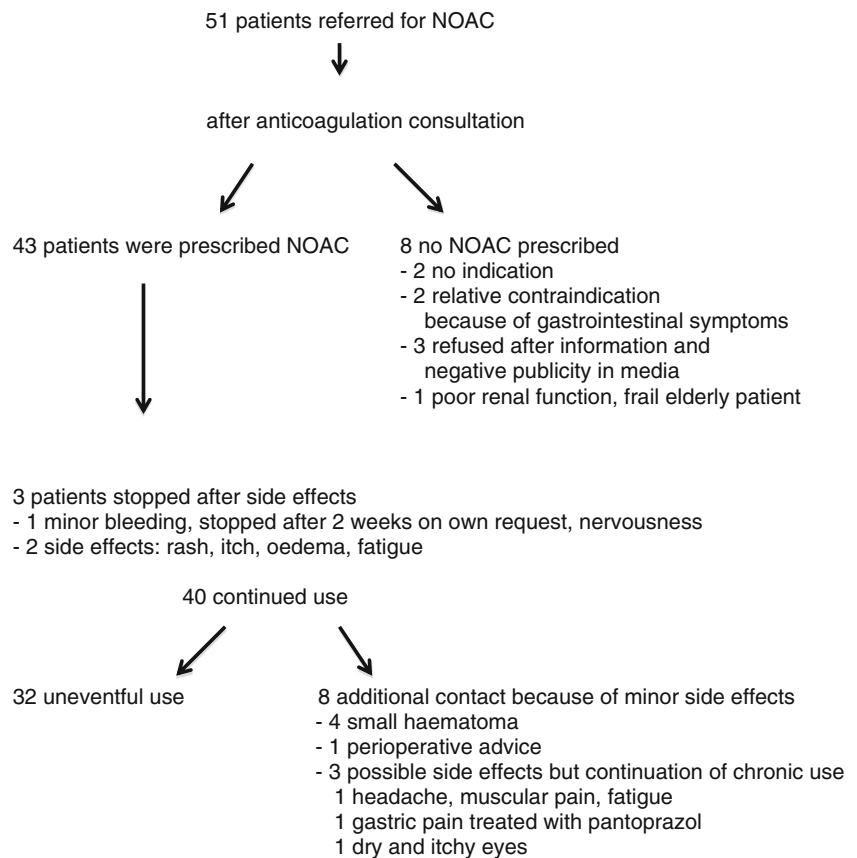 51 patients referred for NOAC
after anticoagulation consultation
43 patients were prescribed NOAC
8 no NOAC prescribed
- 2 no indication
- 2 relative contraindication
because of gastrointestinal symptoms
- 3 refused after information and
negative publicity in media
- 1 poor renal function, frail elderly patient
3 patients stopped after side effects
- 1 minor bleeding, stopped after 2 weeks on own request, nervousness
- 2 side effects: rash, itch, oedema, fatigue
40 continued use
32 uneventful use
8 additional contact because of minor side effects
- 4 small haematoma
- 1 perioperative advice
- 3 possible side effects but continuation of chronic use
1 headache, muscular pain, fatigue
1 gastric pain treated with pantoprazol
1 dry and itchy eyes